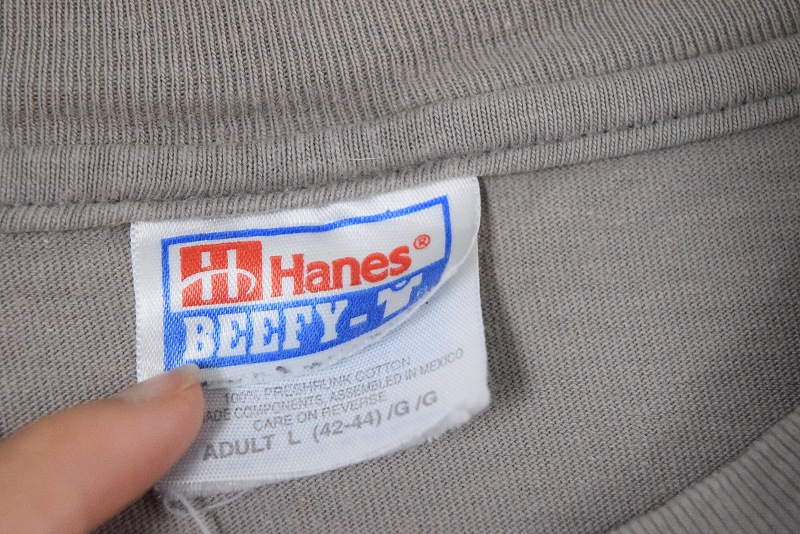 Hanes®
BEEFY-
100% PRESHRUNK COTTON
ADE COMPONENTS, ASSEMBLED IN MEXICO
CARE ON REVERSE
ADULT L (42-44) /G /G